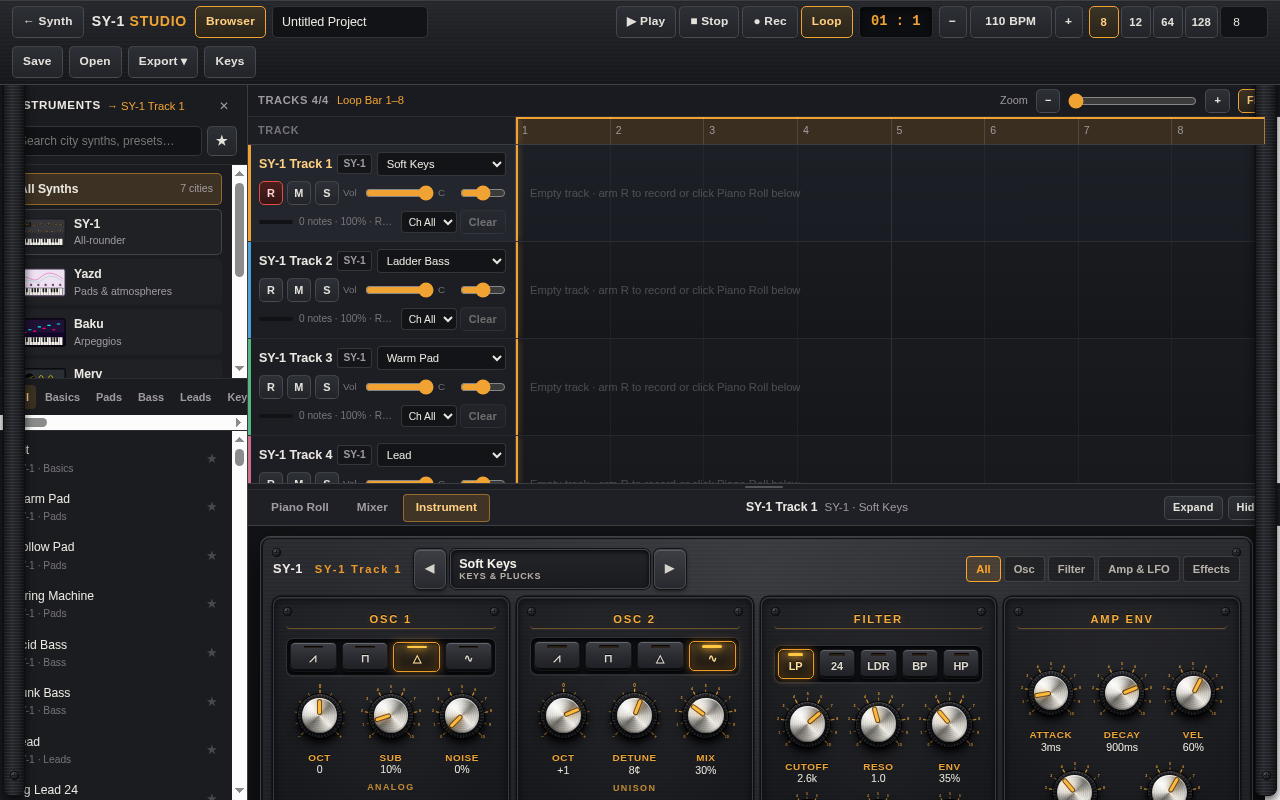 ← Synth
SY-1 STUDIO
Browser
Untitled Project
▶ Play
■ Stop
● Rec
Loop
01 : 1
−
110 BPM
+
8
12
64
128
8
Save
Open
Export ▾
Keys
STRUMENTS → SY-1 Track 1 ✕
Search city synths, presets…
★
All Synths 7 cities
SY-1
All-rounder
Yazd
Pads & atmospheres
Baku
Arpeggios
Merv
Basics Pads Bass Leads Key
-1 · Basics
arm Pad
-1 · Pads
ollow Pad
-1 · Pads
ring Machine
-1 · Pads
cid Bass
-1 · Bass
unk Bass
-1 · Bass
ead
-1 · Leads
g Lead 24
TRACKS 4/4 Loop Bar 1–8
Zoom − +
TRACK
1 2 3 4 5 6 7 8
SY-1 Track 1 SY-1 Soft Keys
R M S Vol C
0 notes · 100% · R… Ch All Clear
Empty track · arm R to record or click Piano Roll below
SY-1 Track 2 SY-1 Ladder Bass
R M S Vol C
0 notes · 100% · R… Ch All Clear
Empty track · arm R to record or click Piano Roll below
SY-1 Track 3 SY-1 Warm Pad
R M S Vol C
0 notes · 100% · R… Ch All Clear
Empty track · arm R to record or click Piano Roll below
SY-1 Track 4 SY-1 Lead
Piano Roll Mixer Instrument
SY-1 Track 1 SY-1 · Soft Keys
Expand Hid
SY-1 SY-1 Track 1
◀
Soft Keys
KEYS & PLUCKS
▶
All Osc Filter Amp & LFO Effects
OSC 1
OCT SUB NOISE
0 10% 0%
ANALOG
OSC 2
OCT DETUNE MIX
+1 8¢ 30%
UNISON
FILTER
LP 24 LDR BP HP
CUTOFF RESO ENV
2.6k 1.0 35%
AMP ENV
ATTACK DECAY VEL
3ms 900ms 60%